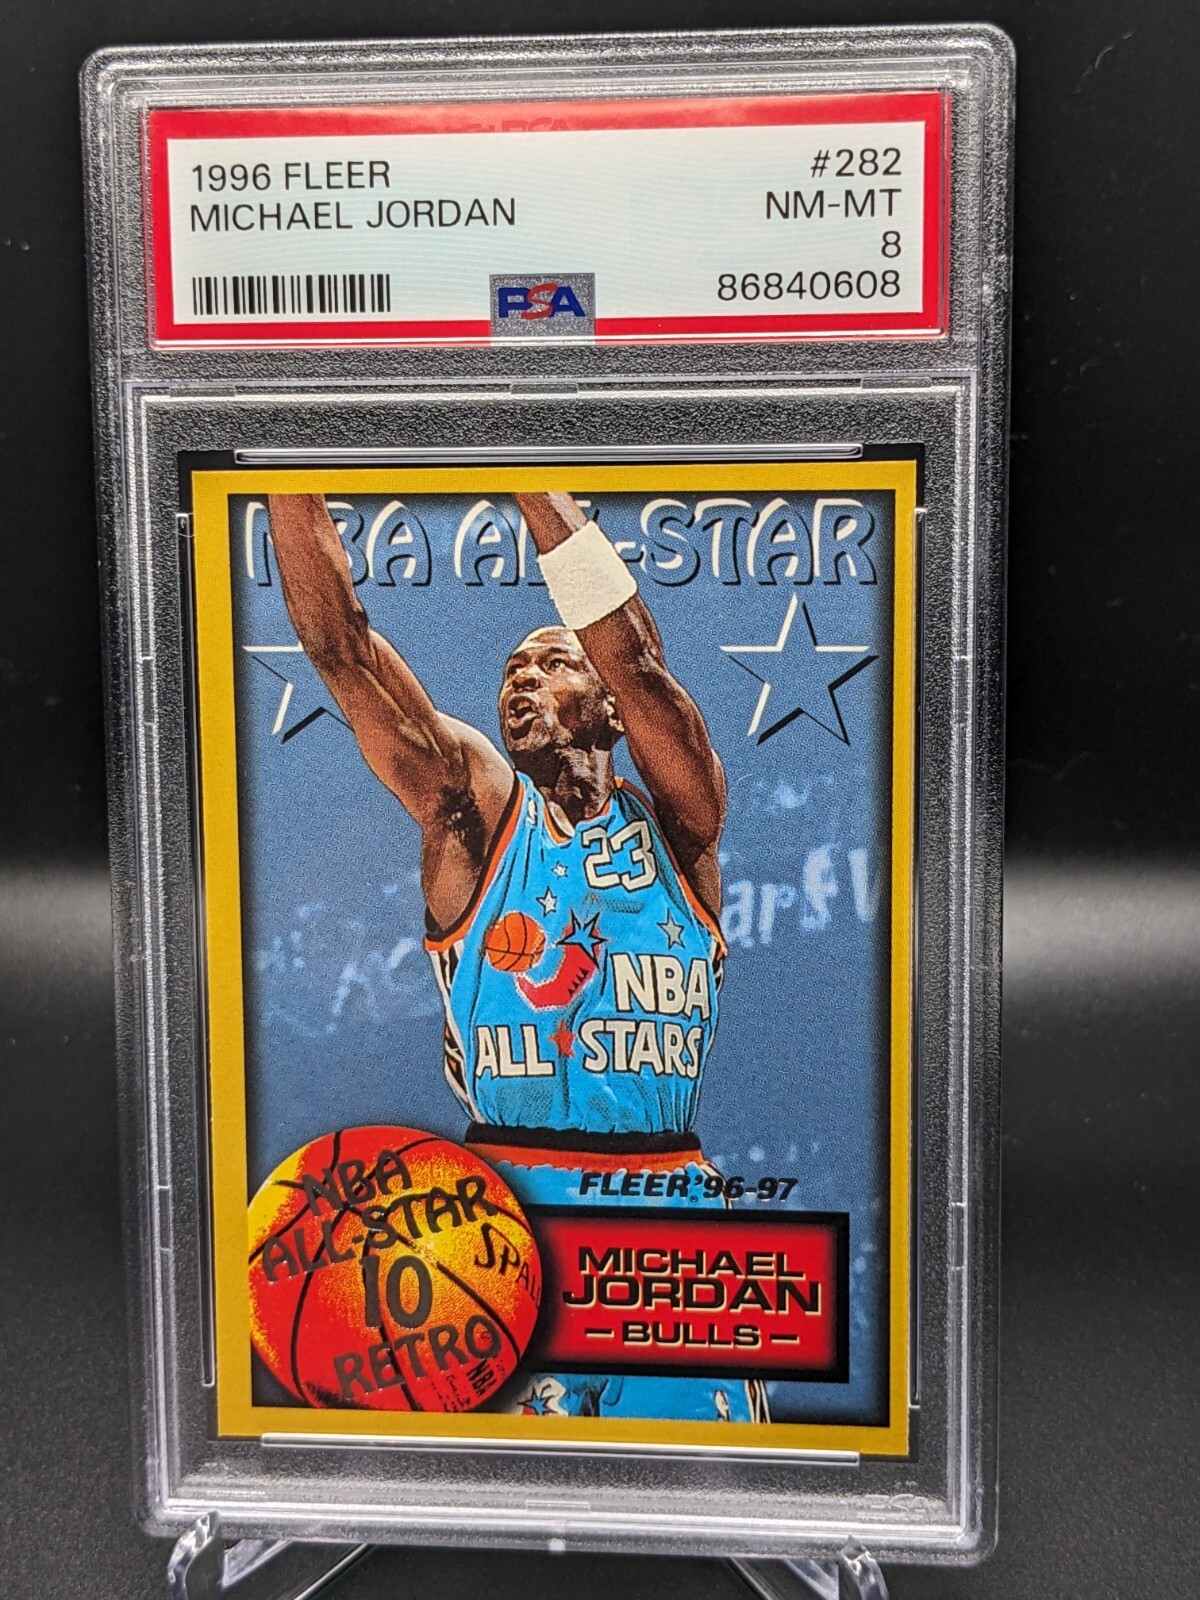 1996 FLEER
MICHAEL JORDAN
#282
NM-MT
8
86840608
PSA
NBA ALL-STAR
23
NBA
ALL STARS
FLEER® '96-97
NBA
ALL-STAR
10
RETRO
MICHAEL
JORDAN
– BULLS –